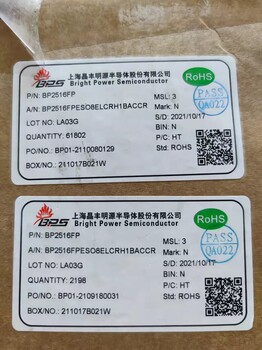 BPS
上海晶丰明源半导体股份有限公司
Bright Power Semiconductor
RoHS
P/N: BP2516FP
MSL: 3
A/N: BP2516FPESO8ELCRH1BACCR
Mark: N
PASS
QA022
LOT NO: LA03G
S/D: 2021/10/17
QUANTITY: 61802
BIN: N
PO/NO.: BP01-2110080129
P/C: HT
BOX/NO.: 211017B021W
Std: ROHS
BPS
上海晶丰明源半导体股份有限公司
Bright Power Semiconductor
RoHS
P/N: BP2516FP
MSL: 3
A/N: BP2516FPESO8ELCRH1BACCR
Mark: N
PASS
QA022
LOT NO: LA03G
S/D: 2021/10/17
QUANTITY: 2198
BIN: N
PO/NO.: BP01-2109180031
P/C: HT
BOX/NO.: 211017B021W
Std: ROHS